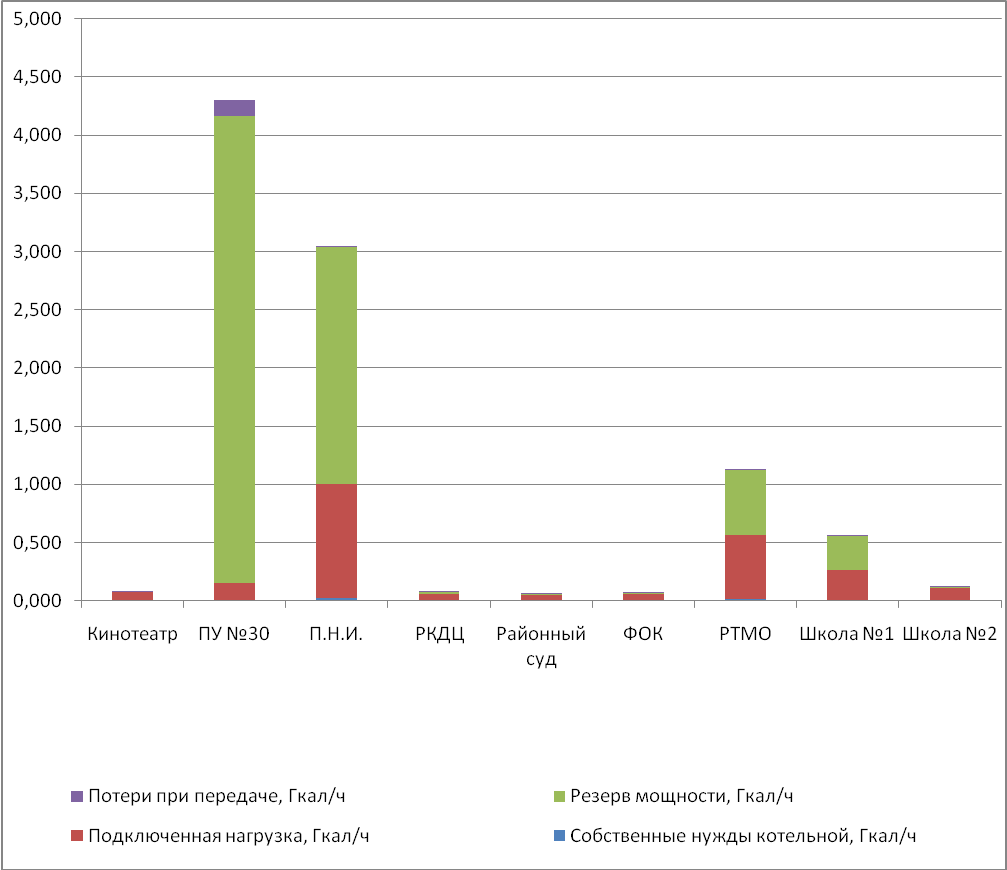 5,000
4,500
4,000
3,500
3,000
2,500
2,000
1,500
1,000
0,500
0,000
Кинотеатр ПУ №30 П.Н.И. РКДЦ Районный суд ФОК РТМО Школа №1 Школа №2
Потери при передаче, Гкал/ч
Резерв мощности, Гкал/ч
Подключенная нагрузка, Гкал/ч
Собственные нужды котельной, Гкал/ч